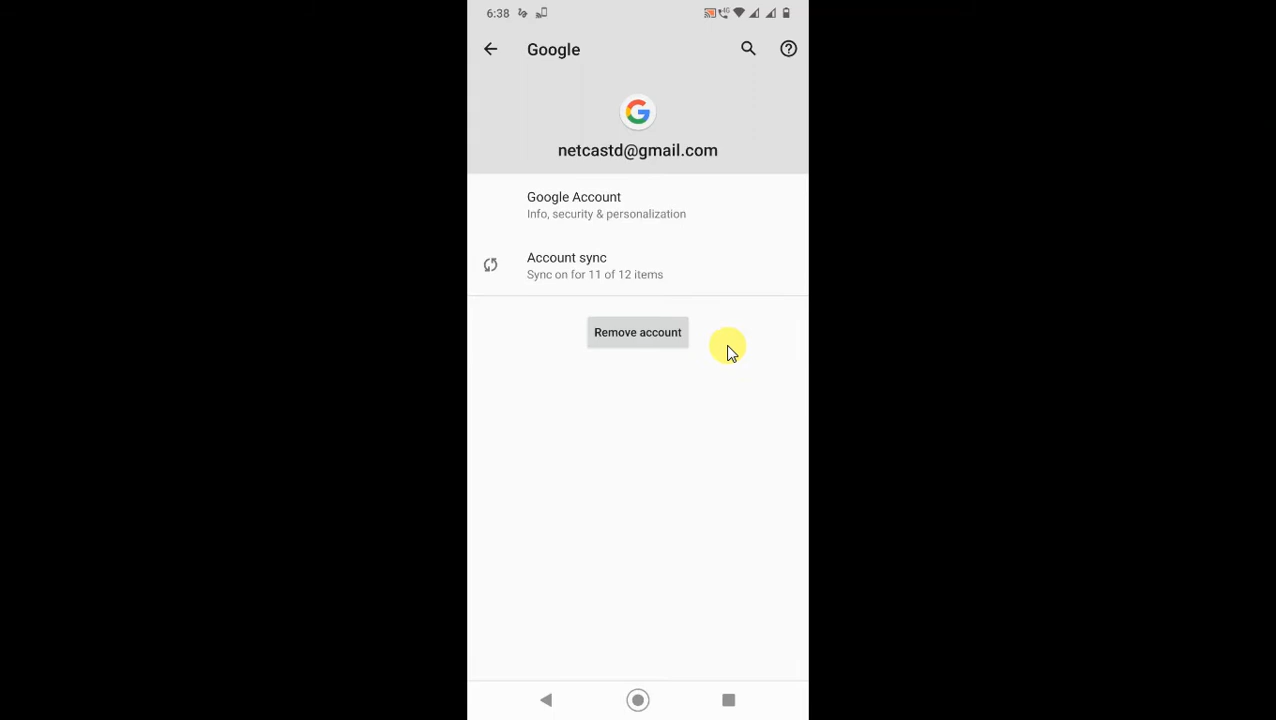 6:38 4G
Google
netcastd@gmail.com
Google Account
Info, security & personalization
Account sync
Sync on for 11 of 12 items
Remove account